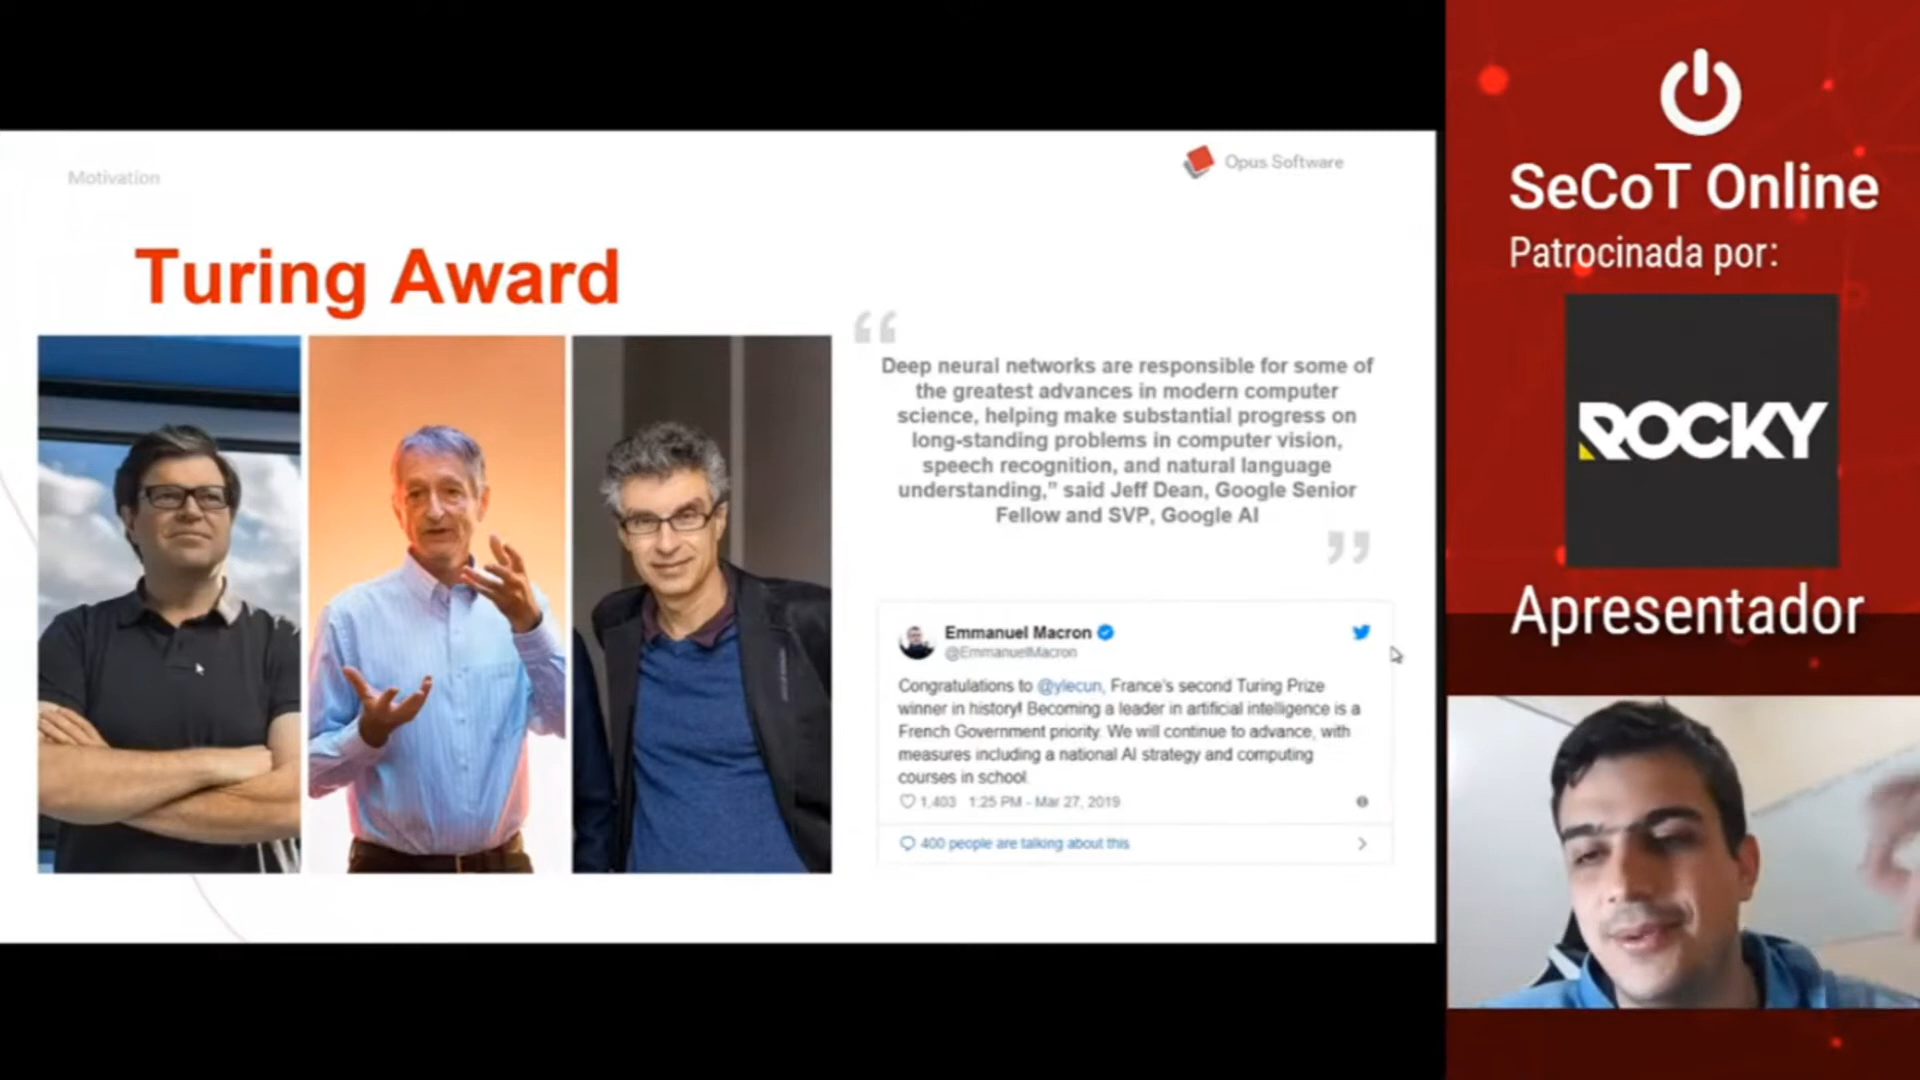 Motivation
Opus Software
Turing Award
“
Deep neural networks are responsible for some of
the greatest advances in modern computer
science, helping make substantial progress on
long-standing problems in computer vision,
speech recognition, and natural language
understanding,” said Jeff Dean, Google Senior
Fellow and SVP, Google AI
”
Emmanuel Macron
@EmmanuelMacron
Congratulations to @ylecun, France's second Turing Prize
winner in history! Becoming a leader in artificial intelligence is a
French Government priority. We will continue to advance, with
measures including a national AI strategy and computing
courses in school.
1,403 1:25 PM - Mar 27, 2019
400 people are talking about this
SeCoT Online
Patrocinada por:
ROCKY
Apresentador